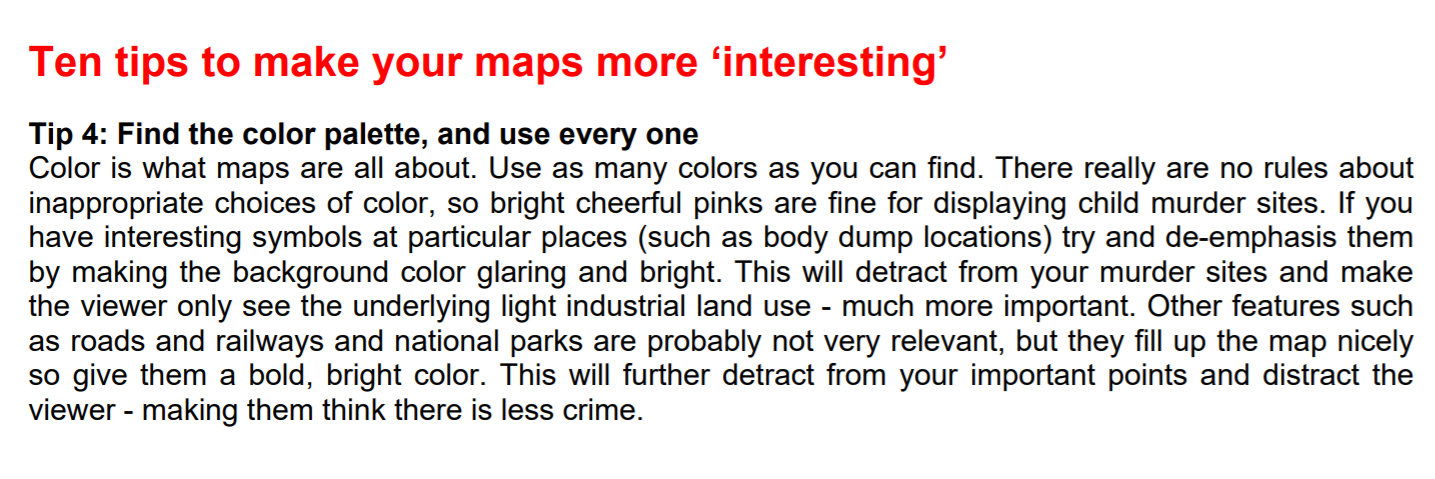 Ten tips to make your maps more ‘interesting’
Tip 4: Find the color palette, and use every one
Color is what maps are all about. Use as many colors as you can find. There really are no rules about
inappropriate choices of color, so bright cheerful pinks are fine for displaying child murder sites. If you
have interesting symbols at particular places (such as body dump locations) try and de-emphasis them
by making the background color glaring and bright. This will detract from your murder sites and make
the viewer only see the underlying light industrial land use - much more important. Other features such
as roads and railways and national parks are probably not very relevant, but they fill up the map nicely
so give them a bold, bright color. This will further detract from your important points and distract the
viewer - making them think there is less crime.